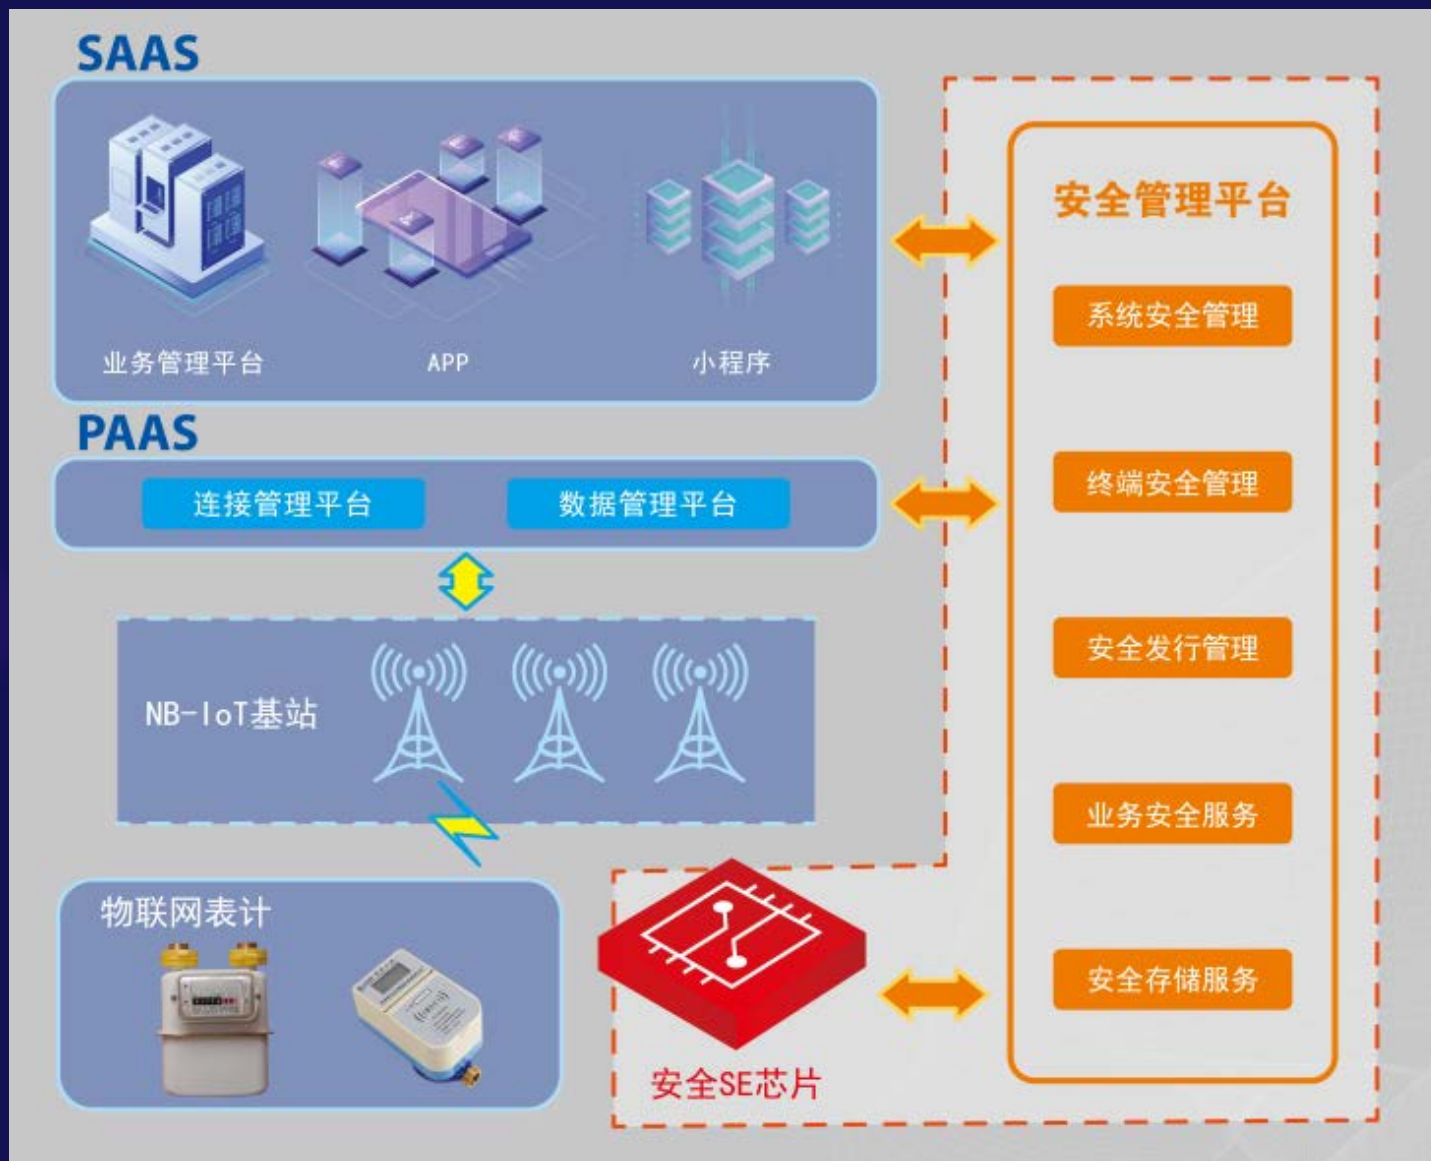 SAAS
业务管理平台
APP
小程序
PAAS
连接管理平台
数据管理平台
NB-IoT基站
物联网表计
安全SE芯片
安全管理平台
系统安全管理
终端安全管理
安全发行管理
业务安全服务
安全存储服务